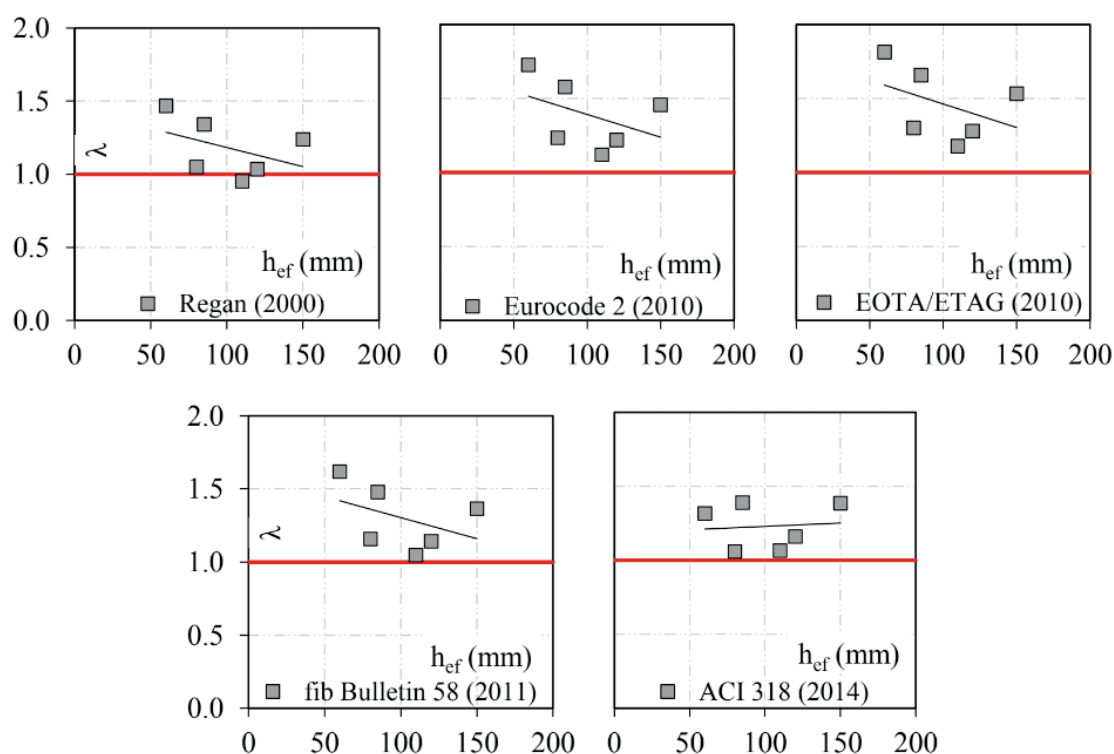 2.0
1.5
λ
1.0
0.5
0.0
h_ef (mm)
Regan (2000)
0 50 100 150 200
h_ef (mm)
Eurocode 2 (2010)
0 50 100 150 200
h_ef (mm)
EOTA/ETAG (2010)
0 50 100 150 200
2.0
1.5
λ
1.0
0.5
0.0
h_ef (mm)
fib Bulletin 58 (2011)
0 50 100 150 200
h_ef (mm)
ACI 318 (2014)
0 50 100 150 200